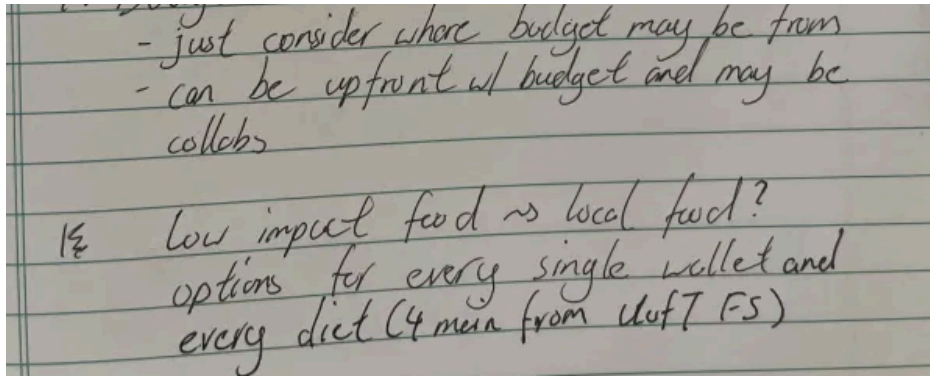 - just consider where budget may be from
- can be upfront w/ budget and may be
collabs
Low impact food ~> local food?
options for every single wallet and
every diet (4 main from UofT FS)